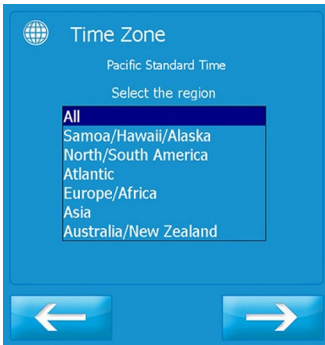 Time Zone
Pacific Standard Time
Select the region
All
Samoa/Hawaii/Alaska
North/South America
Atlantic
Europe/Africa
Asia
Australia/New Zealand